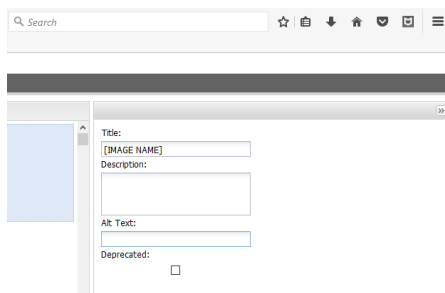 Search
Title:
[IMAGE NAME]
Description:
Alt Text:
Deprecated: